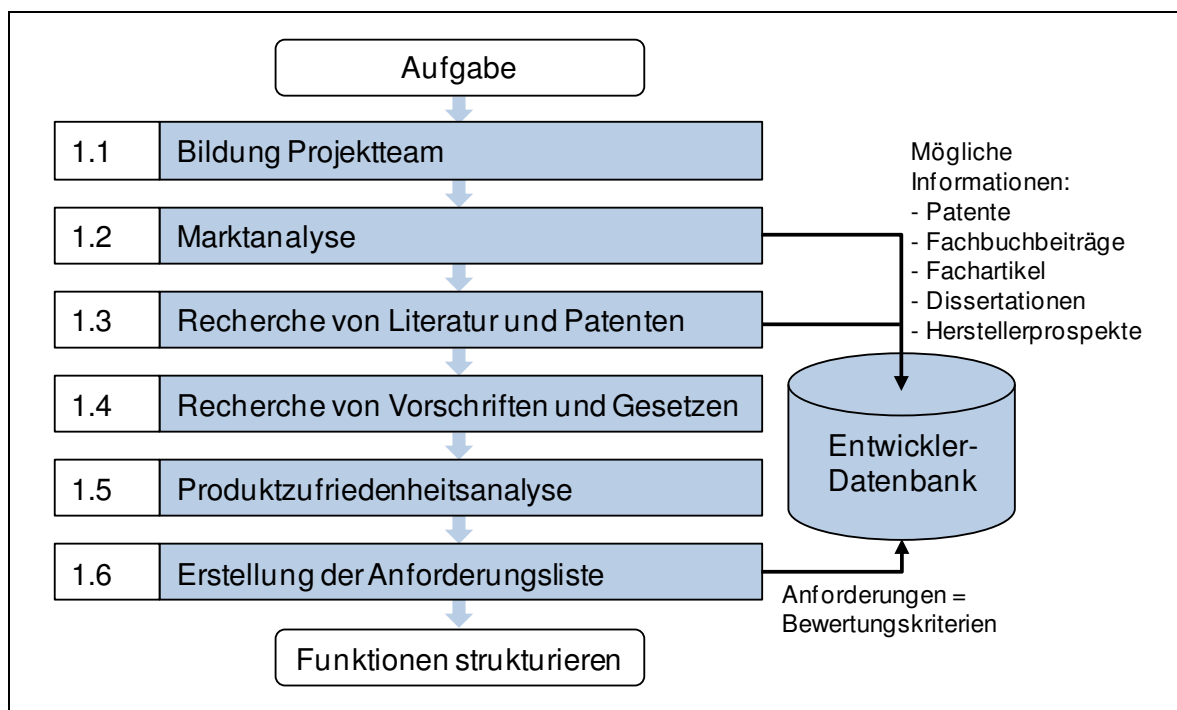 Aufgabe
1.1 Bildung Projektteam
1.2 Marktanalyse
1.3 Recherche von Literatur und Patenten
1.4 Recherche von Vorschriften und Gesetzen
1.5 Produktzufriedenheitsanalyse
1.6 Erstellung der Anforderungsliste
Funktionen strukturieren
Mögliche
Informationen:
- Patente
- Fachbuchbeiträge
- Fachartikel
- Dissertationen
- Herstellerprospekte
Entwickler-
Datenbank
Anforderungen =
Bewertungskriterien